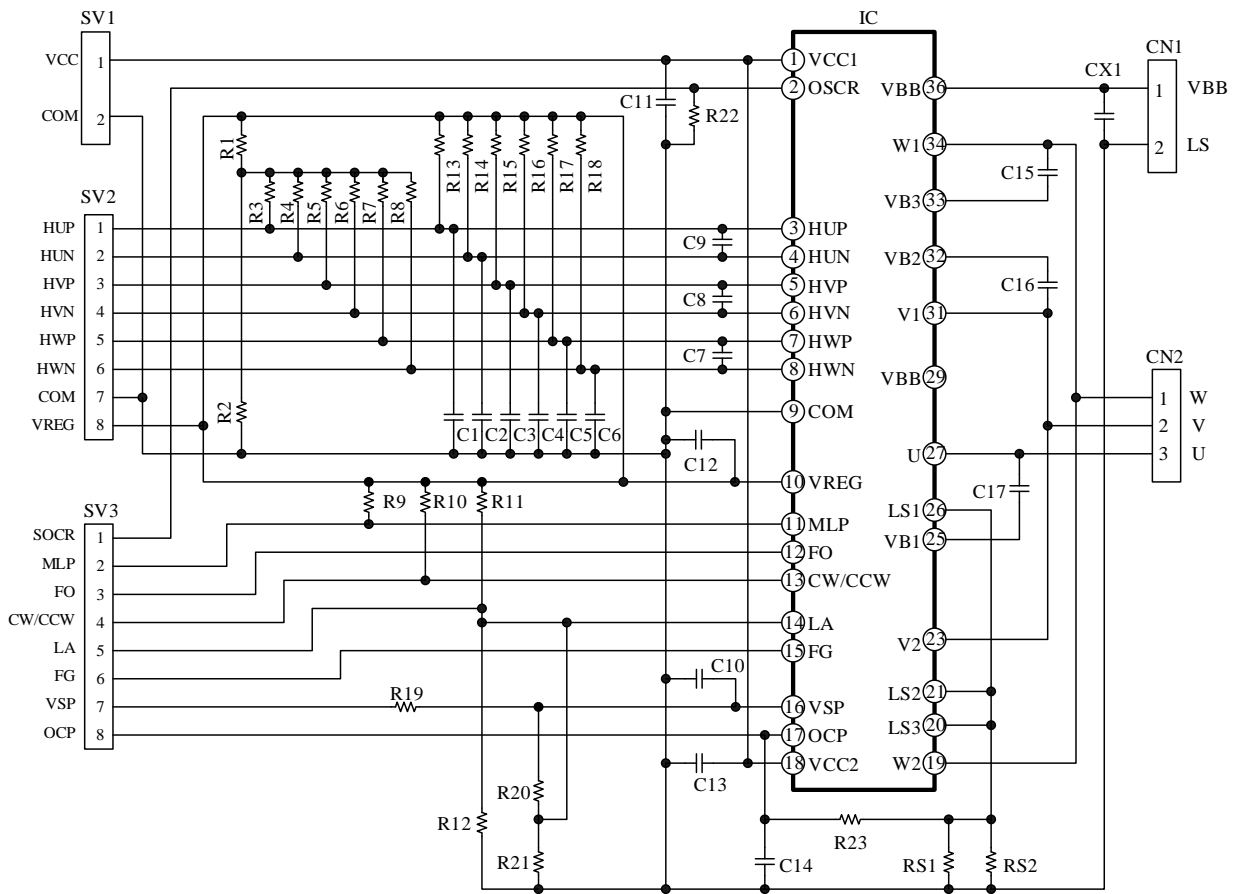 SV1
VCC
1
COM
2
SV2
HUP
1
HUN
2
HVP
3
HVN
4
HWP
5
HWN
6
COM
7
VREG
8
SV3
SOCR
1
MLP
2
FO
3
CW/CCW
4
LA
5
FG
6
VSP
7
OCP
8
R1
R2
R3
R4
R5
R6
R7
R8
R13
R14
R15
R16
R17
R18
C11
R22
C9
C8
C7
C1
C2
C3
C4
C5
C6
C12
R9
R10
R11
C10
R19
C13
R20
R12
R21
C14
R23
RS1
RS2
IC
1
VCC1
2
OSCR
3
HUP
4
HUN
5
HVP
6
HVN
7
HWP
8
HWN
9
COM
10
VREG
11
MLP
12
FO
13
CW/CCW
14
LA
15
FG
16
VSP
17
OCP
18
VCC2
VBB
36
W1
34
VB3
33
VB2
32
V1
31
VBB
29
U
27
LS1
26
VB1
25
V2
23
LS2
21
LS3
20
W2
19
CX1
C15
C16
C17
CN1
1
VBB
2
LS
CN2
1
W
2
V
3
U